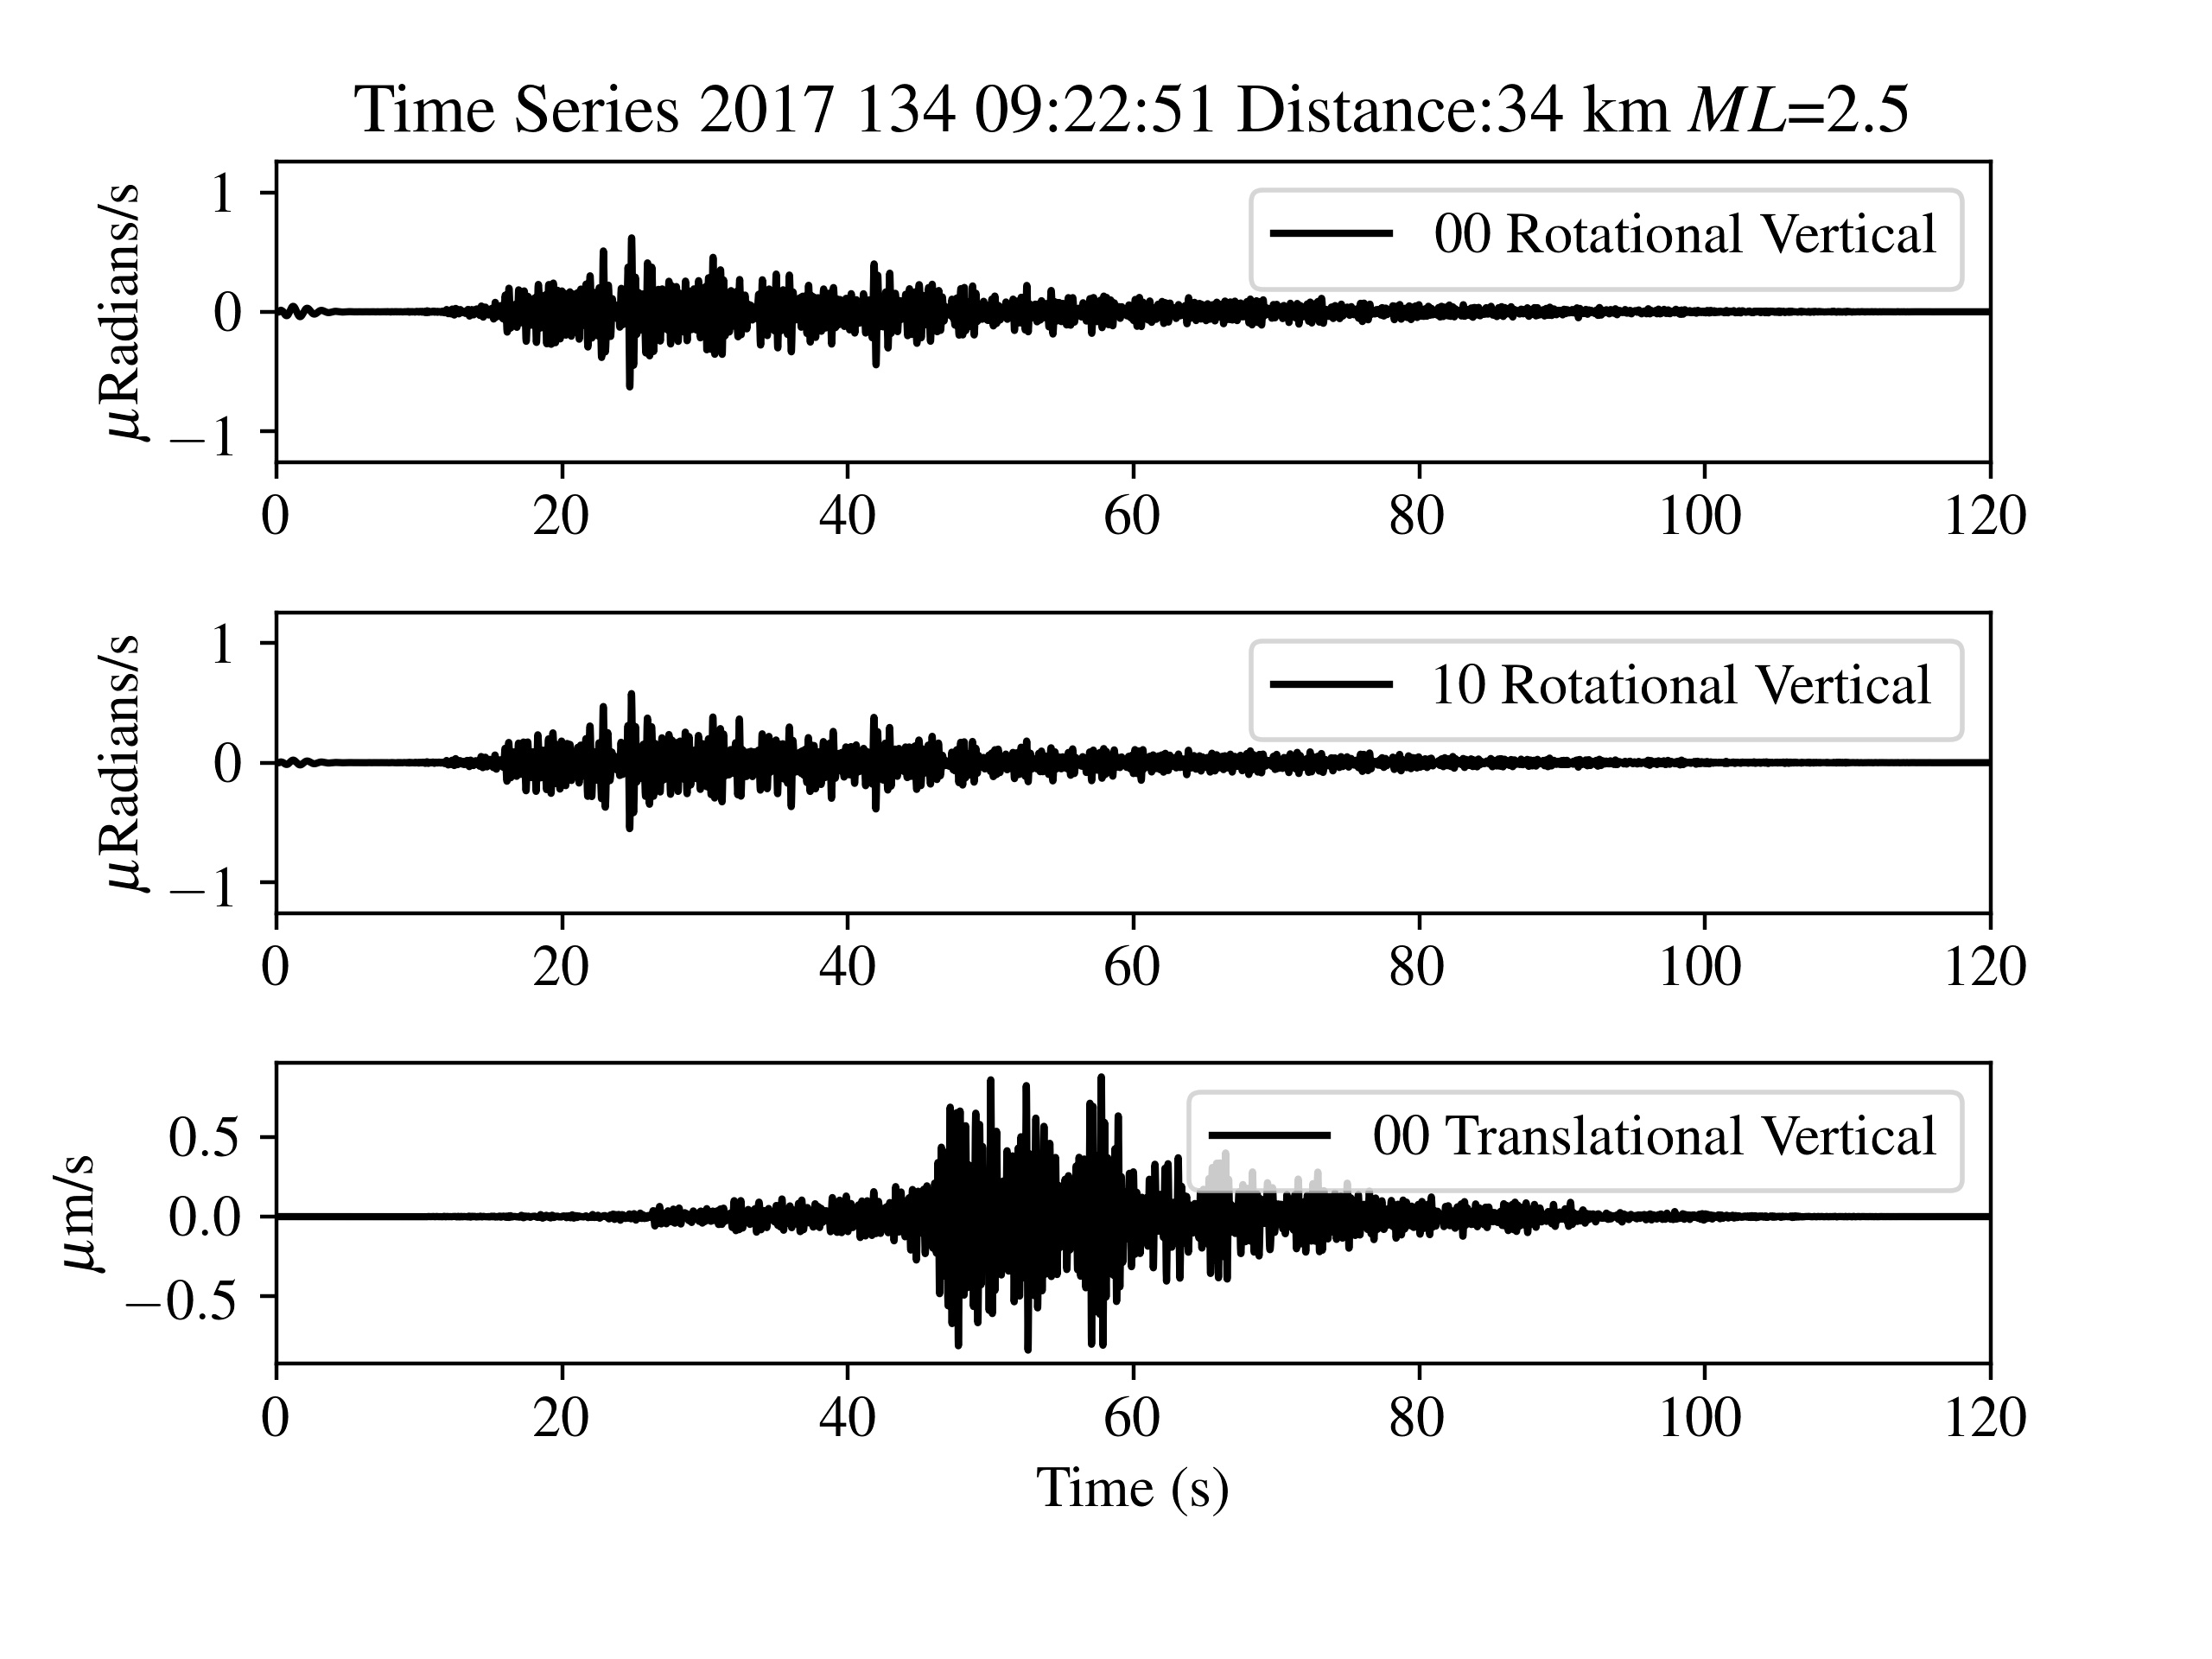 Time Series 2017 134 09:22:51 Distance:34 km ML=2.5
μRadians/s
1
0
−1
00 Rotational Vertical
0 20 40 60 80 100 120
μRadians/s
1
0
−1
10 Rotational Vertical
0 20 40 60 80 100 120
μm/s
0.5
0.0
−0.5
00 Translational Vertical
0 20 40 60 80 100 120
Time (s)